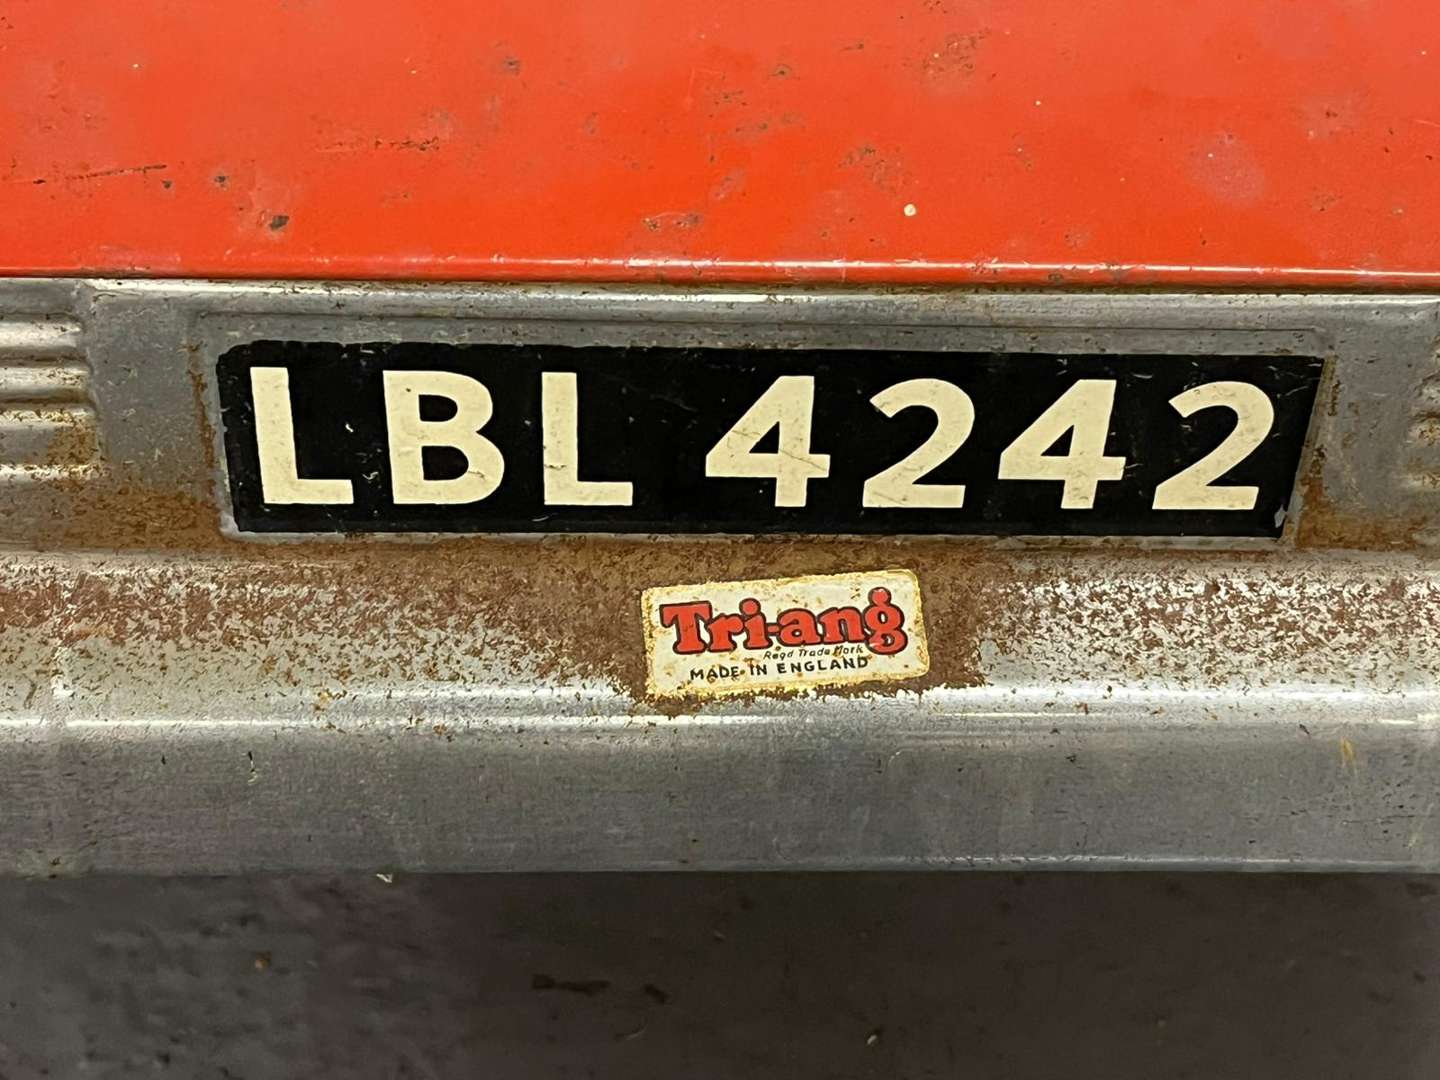 LBL 4242
Tri-ang
Regd Trade Mark
MADE IN ENGLAND